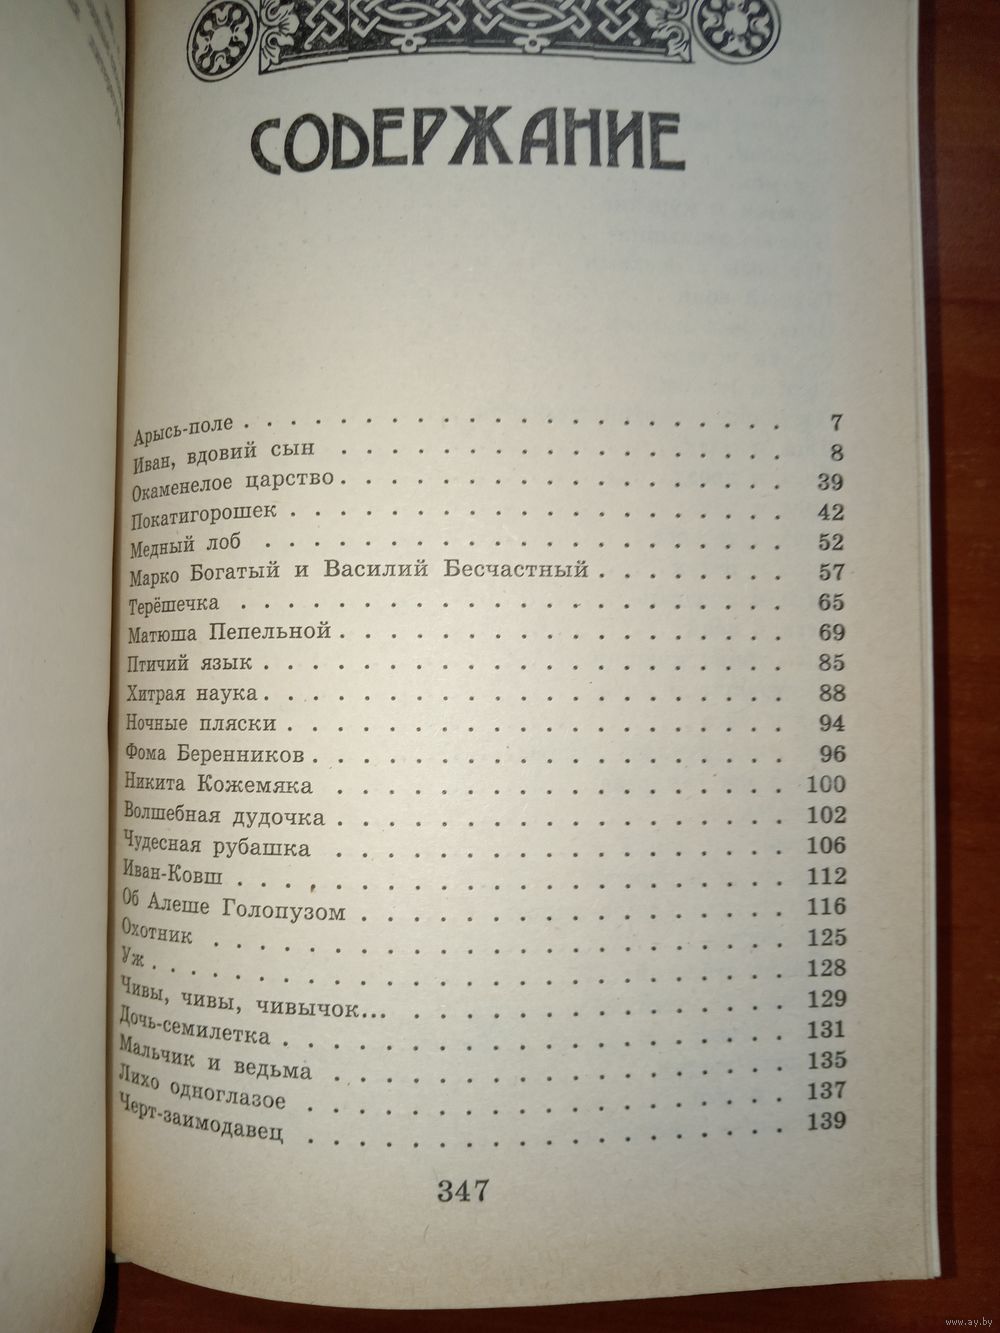 СОДЕРЖАНИЕ
Арысь-поле . . . . . . . . . . . . . . . . . . 7
Иван, вдовий сын . . . . . . . . . . . . . . . 8
Окаменелое царство . . . . . . . . . . . . . . 39
Покатигорошек . . . . . . . . . . . . . . . . 42
Медный лоб . . . . . . . . . . . . . . . . . . 52
Марко Богатый и Василий Бесчастный . . . . . . 57
Терёшечка . . . . . . . . . . . . . . . . . . 65
Матюша Пепельной . . . . . . . . . . . . . . . 69
Птичий язык . . . . . . . . . . . . . . . . . 85
Хитрая наука . . . . . . . . . . . . . . . . . 88
Ночные пляски . . . . . . . . . . . . . . . . 94
Фома Беренников . . . . . . . . . . . . . . . 96
Никита Кожемяка . . . . . . . . . . . . . . . 100
Волшебная дудочка . . . . . . . . . . . . . . 102
Чудесная рубашка . . . . . . . . . . . . . . . 106
Иван-Ковш . . . . . . . . . . . . . . . . . . 112
Об Алеше Голопузом . . . . . . . . . . . . . . 116
Охотник . . . . . . . . . . . . . . . . . . . 125
Уж . . . . . . . . . . . . . . . . . . . . . . 128
Чивы, чивы, чивычок... . . . . . . . . . . . . 129
Дочь-семилетка . . . . . . . . . . . . . . . . 131
Мальчик и ведьма . . . . . . . . . . . . . . . 135
Лихо одноглазое . . . . . . . . . . . . . . . 137
Черт-заимодавец . . . . . . . . . . . . . . . 139
347
www.ay.by